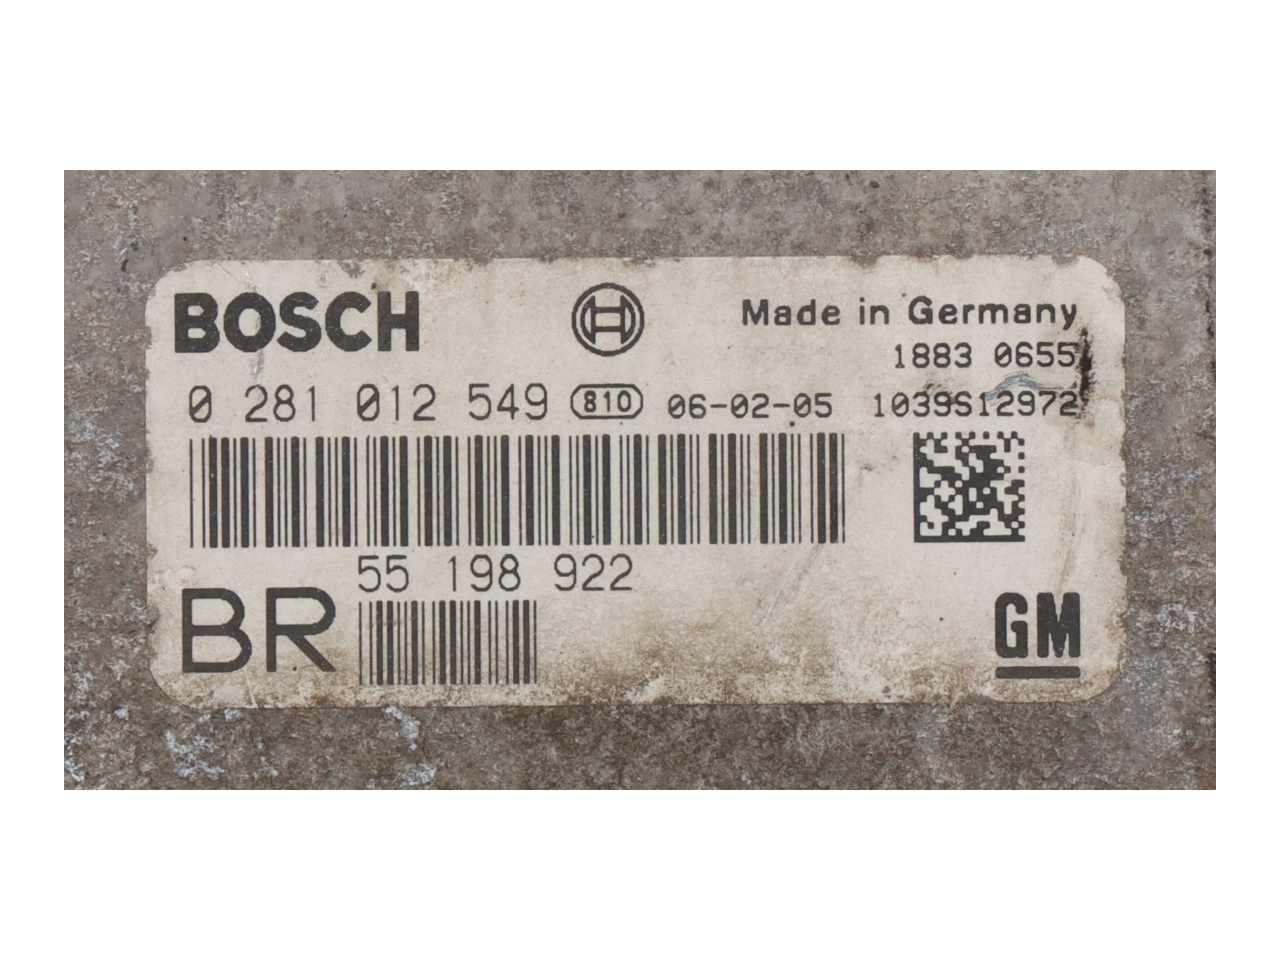 BOSCH Made in Germany
1883 0655
0 281 012 549 810 06-02-05 1039S12972
55 198 922
BR GM